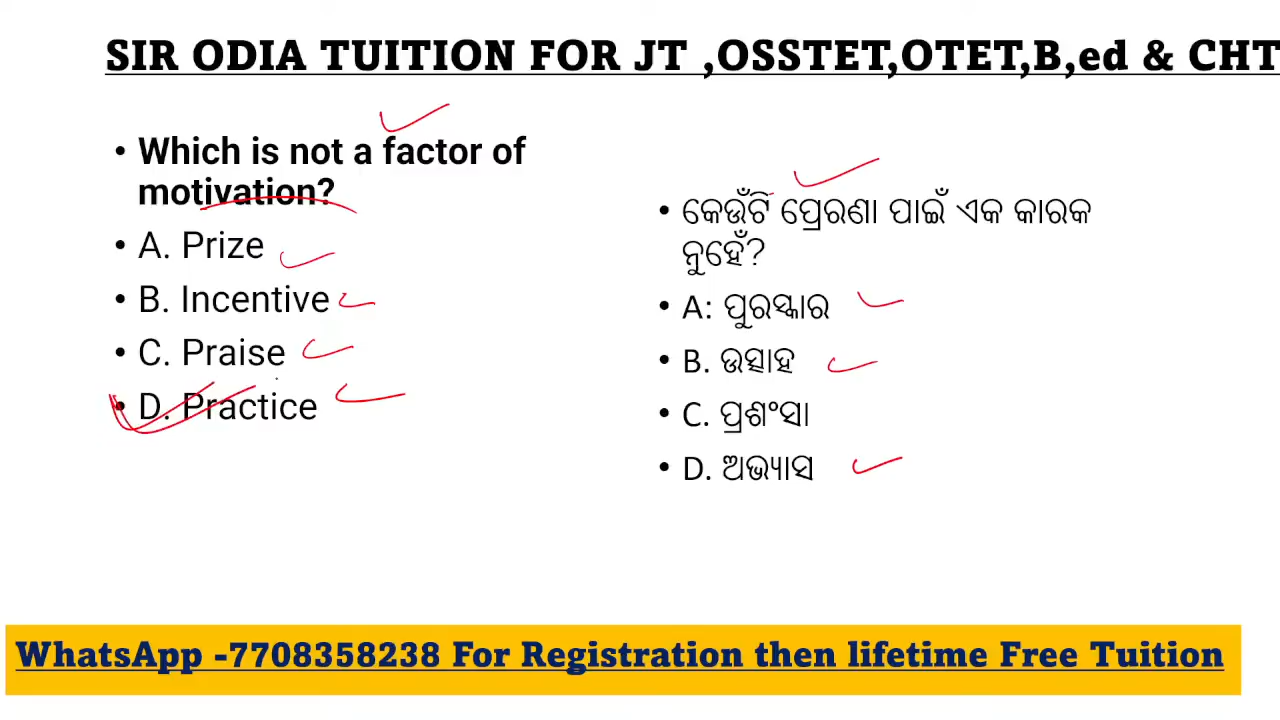 SIR ODIA TUITION FOR JT ,OSSTET,OTET,B,ed & CHT
• Which is not a factor of
motivation?
• A. Prize
• B. Incentive
• C. Praise
• D. Practice
• କେଉଁଟି ପ୍ରେରଣା ପାଇଁ ଏକ କାରକ
ନୁହେଁ?
• A: ପୁରସ୍କାର
• B. ଉତ୍ସାହ
• C. ପ୍ରଶଂସା
• D. ଅଭ୍ୟାସ
WhatsApp -7708358238 For Registration then lifetime Free Tuition